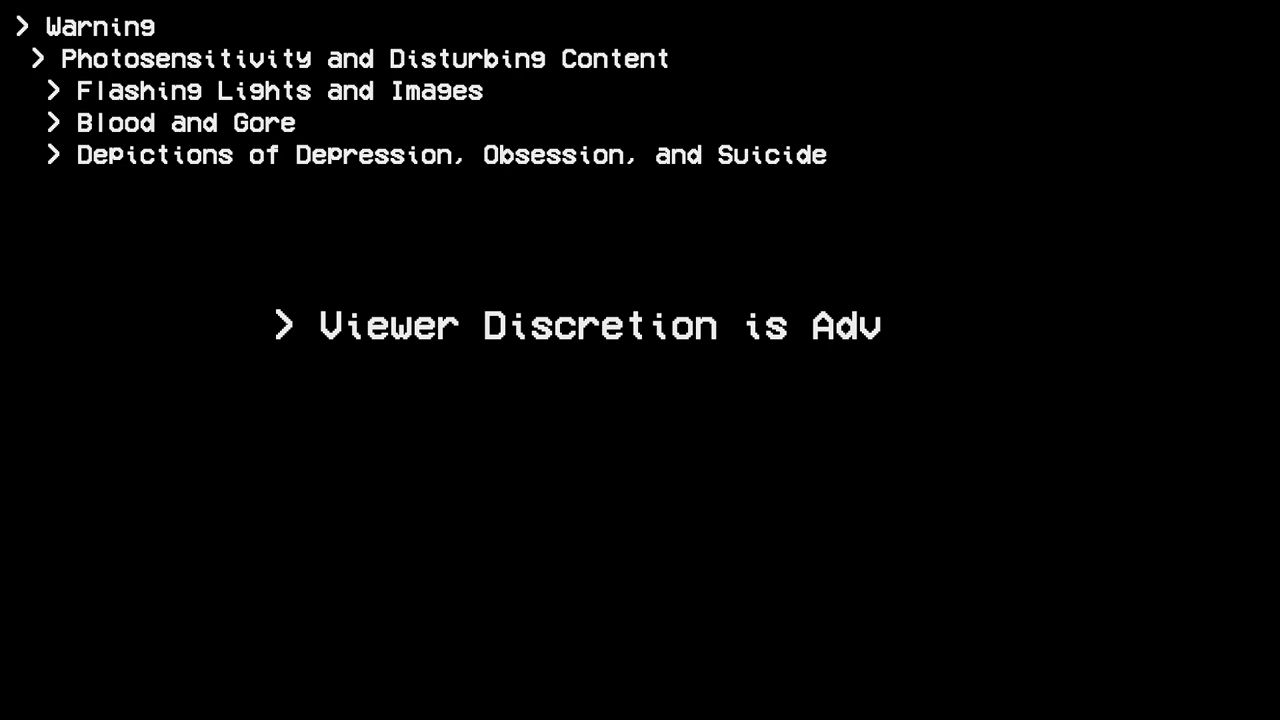 > Warning
> Photosensitivity and Disturbing Content
> Flashing Lights and Images
> Blood and Gore
> Depictions of Depression, Obsession, and Suicide
> Viewer Discretion is Adv